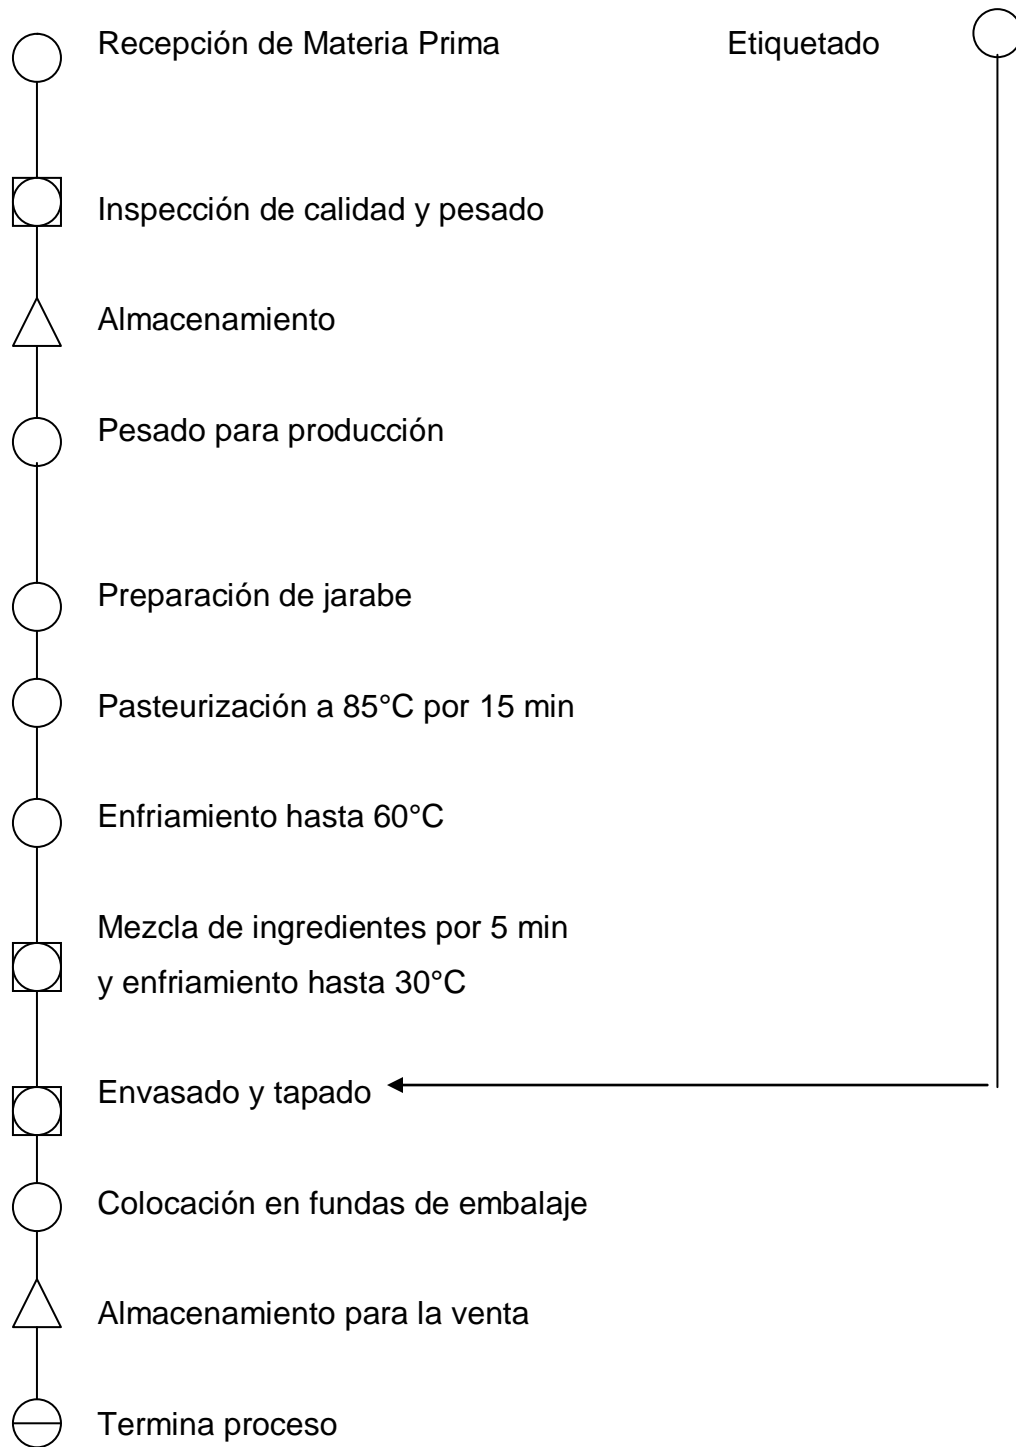 Recepción de Materia Prima
Etiquetado
Inspección de calidad y pesado
Almacenamiento
Pesado para producción
Preparación de jarabe
Pasteurización a 85°C por 15 min
Enfriamiento hasta 60°C
Mezcla de ingredientes por 5 min
y enfriamiento hasta 30°C
Envasado y tapado
Colocación en fundas de embalaje
Almacenamiento para la venta
Termina proceso